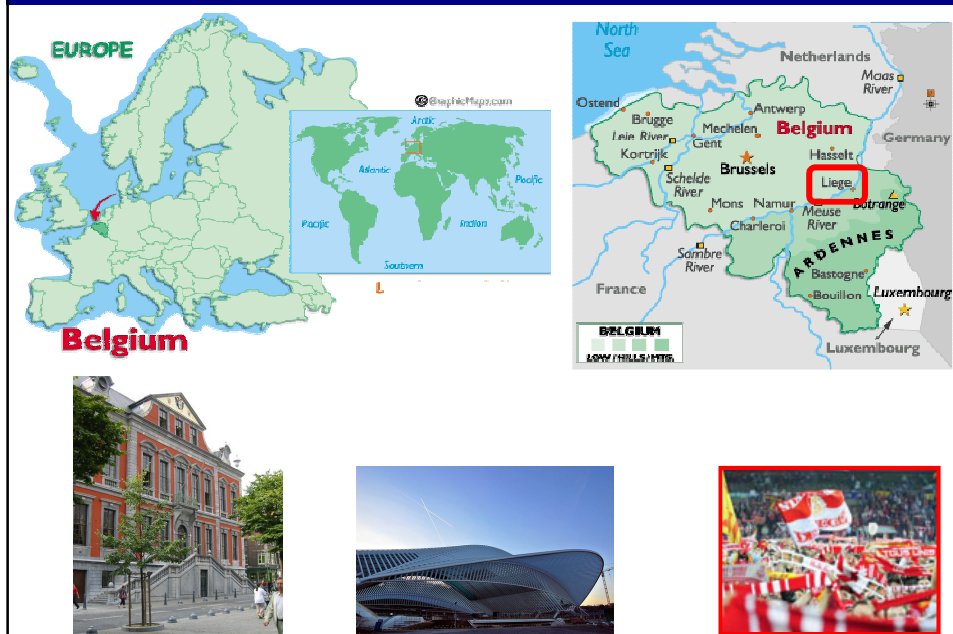 EUROPE
©GraphicMaps.com
Arctic
Atlantic
Pacific
Pacific
Indian
Southern
Belgium
North
Sea
Netherlands
Maas
River
Ostend
Brugge
Antwerp
Leie River
Mechelen
Belgium
Germany
Gent
Kortrijk
Brussels
Hasselt
Schelde
River
Liege
Mons
Namur
Meuse
River
Botrange
Charleroi
Sambre
River
ARDENNES
Bastogne
France
Bouillon
Luxembourg
BELGIUM
LOW / HILLS / MTS
Luxembourg
TOUS UNIS